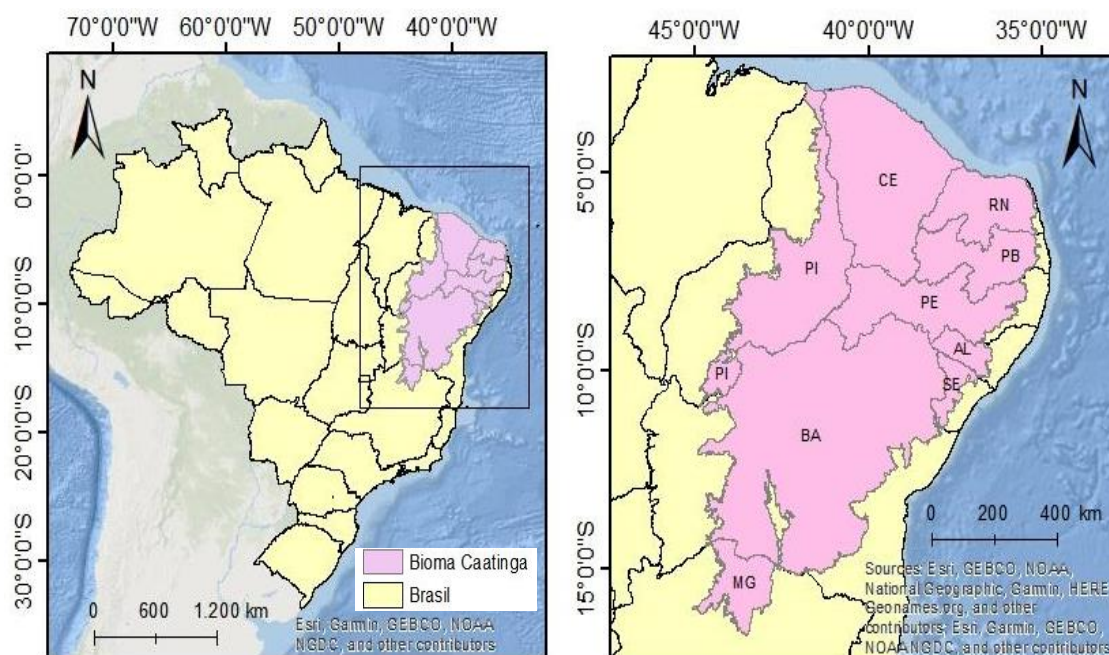 70°0'0"W
60°0'0"W
50°0'0"W
40°0'0"W
N
0°0'0"
10°0'0"S
20°0'0"S
30°0'0"S
Bioma Caatinga
Brasil
0 600 1.200 km
Esri, Garmin, GEBCO, NOAA
NGDC, and other contributors
45°0'0"W
40°0'0"W
35°0'0"W
N
5°0'0"S
10°0'0"S
15°0'0"S
CE
RN
PB
PI
PE
AL
PI
SE
BA
MG
0 200 400 km
Sources: Esri, GEBCO, NOAA,
National Geographic, Garmin, HERE,
Geonames.org, and other
contributors; Esri, Garmin, GEBCO,
NOAA NGDC, and other contributors